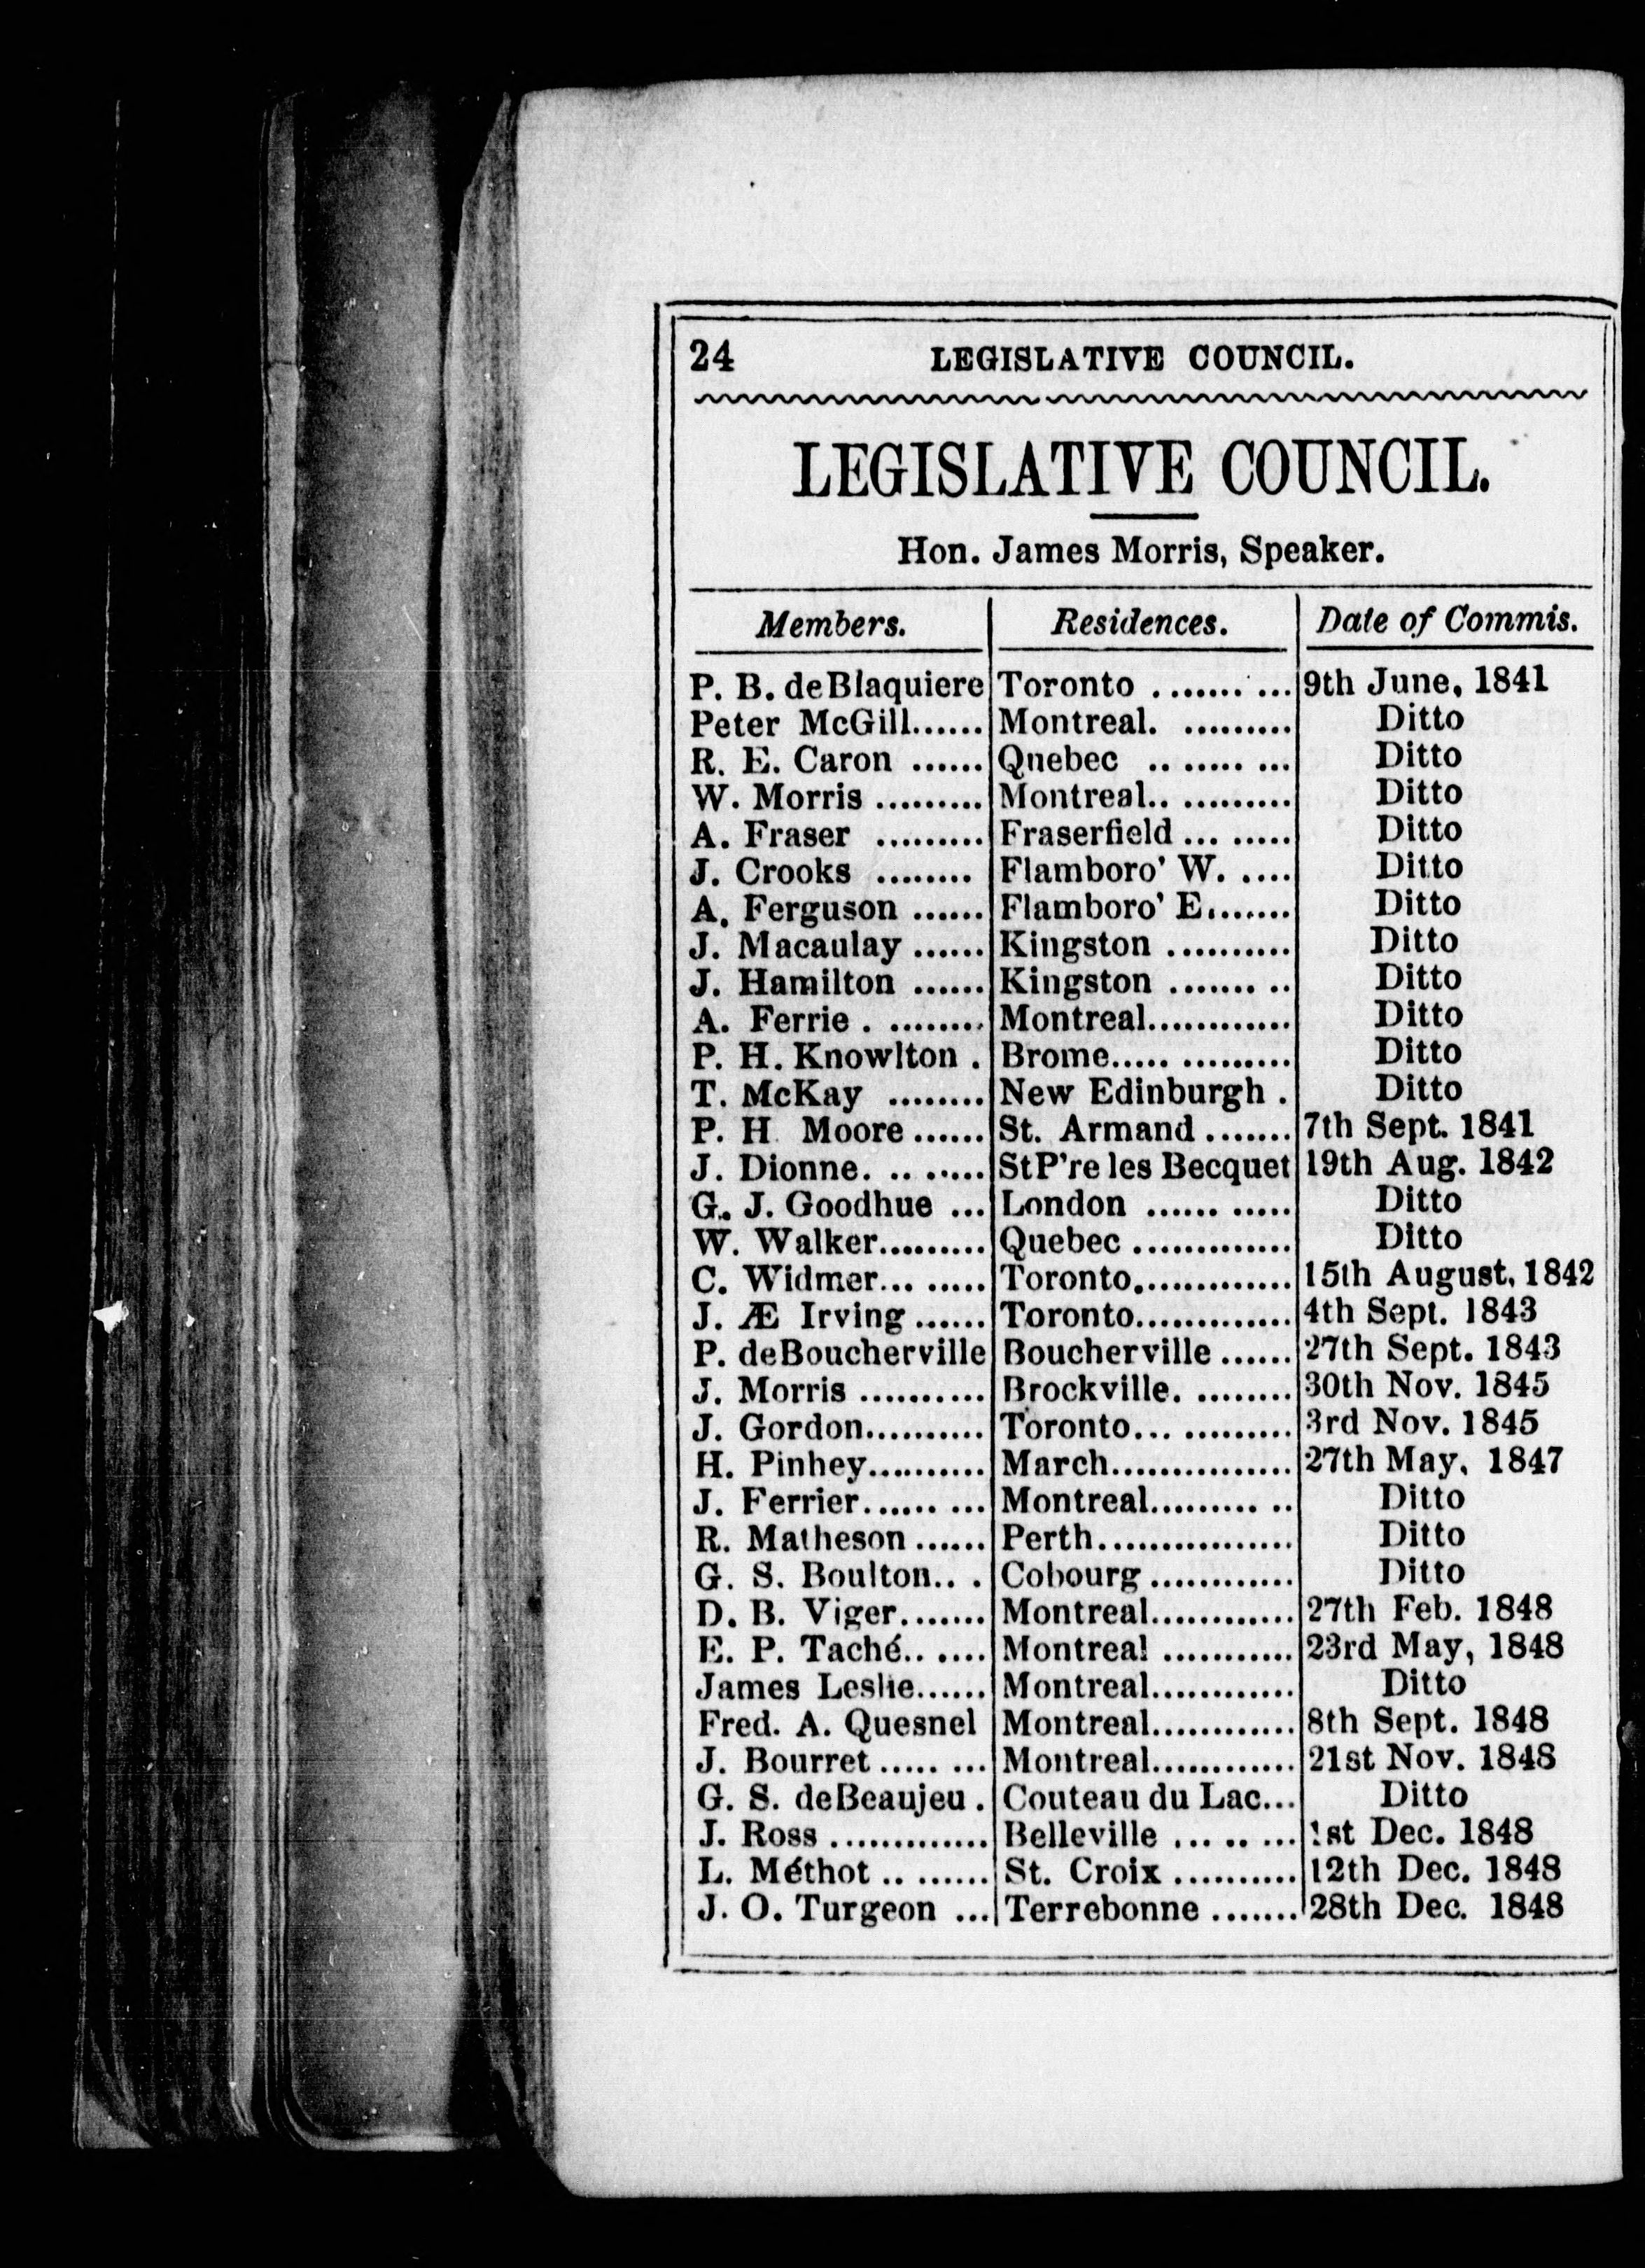 24 LEGISLATIVE COUNCIL.
LEGISLATIVE COUNCIL.
Hon. James Morris, Speaker.
Members. Residences. Date of Commis.
P. B. deBlaquiere Toronto .......... 9th June, 1841
Peter McGill...... Montreal. ......... Ditto
R. E. Caron ...... Quebec .. ...... ... Ditto
W. Morris ......... Montreal.. ......... Ditto
A. Fraser ......... Fraserfield ... ...... Ditto
J. Crooks ........ Flamboro' W. .... Ditto
A. Ferguson ...... Flamboro' E....... Ditto
J. Macaulay ...... Kingston .......... Ditto
J. Hamilton ...... Kingston ....... .. Ditto
A. Ferrie . ........ Montreal............ Ditto
P. H. Knowlton . Brome..... ......... Ditto
T. McKay ........ New Edinburgh . Ditto
P. H Moore ...... St. Armand ....... 7th Sept. 1841
J. Dionne. .. ...... StP're les Becquet 19th Aug. 1842
G. J. Goodhue ... London ...... ..... Ditto
W. Walker......... Quebec ............. Ditto
C. Widmer... ..... Toronto............. 15th August, 1842
J. Æ Irving ...... Toronto............. 4th Sept. 1843
P. deBoucherville Boucherville ...... 27th Sept. 1843
J. Morris ........... Brockville. ........ 30th Nov. 1845
J. Gordon.......... Toronto... ......... 3rd Nov. 1845
H. Pinhey.......... March............... 27th May, 1847
J. Ferrier...... ... Montreal......... .. Ditto
R. Matheson ...... Perth................ Ditto
G. S. Boulton.. . Cobourg ............ Ditto
D. B. Viger....... Montreal............ 27th Feb. 1848
E. P. Taché.. .... Montreal ........... 23rd May, 1848
James Leslie...... Montreal............ Ditto
Fred. A. Quesnel Montreal............ 8th Sept. 1848
J. Bourret ..... ... Montreal............ 21st Nov. 1848
G. S. deBeaujeu . Couteau du Lac... Ditto
J. Ross ............. Belleville ... .. ... 1st Dec. 1848
L. Méthot .. ...... St. Croix .......... 12th Dec. 1848
J. O. Turgeon ... Terrebonne ....... 28th Dec. 1848